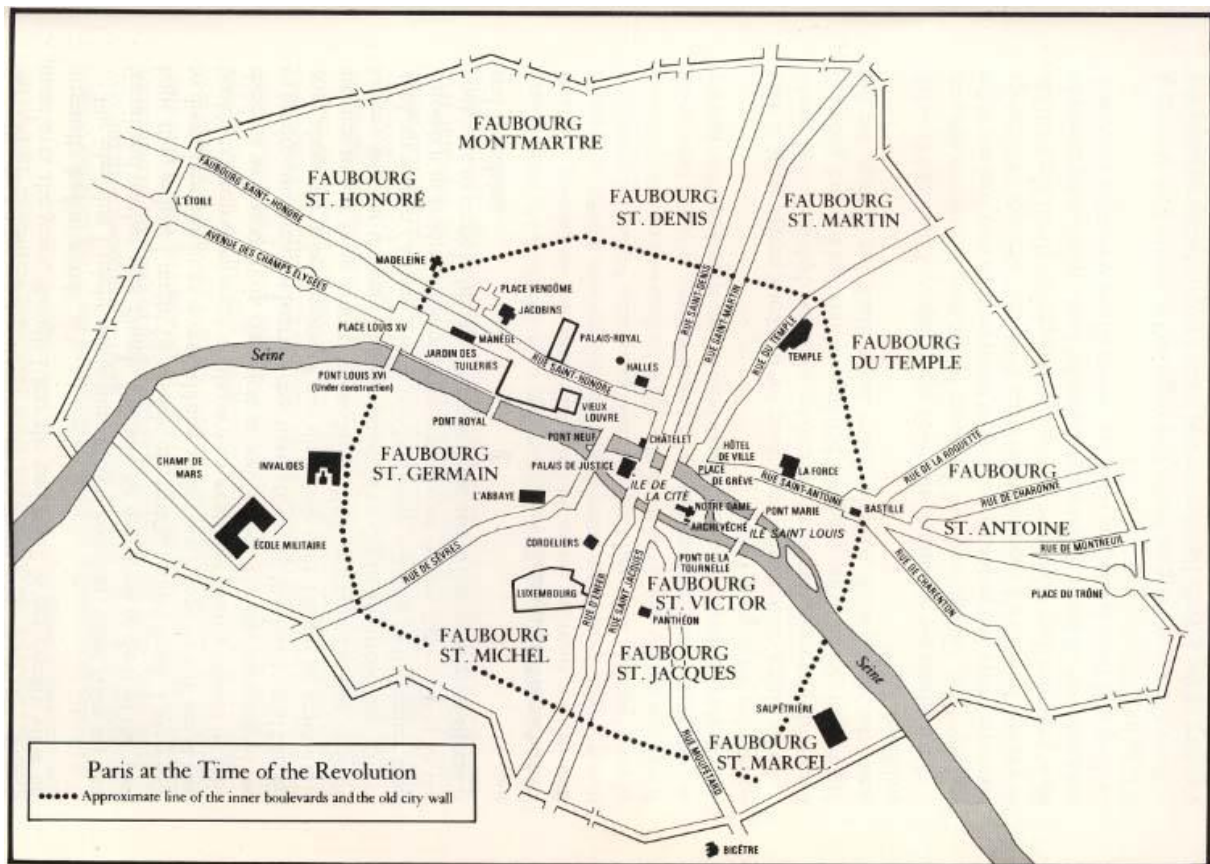 FAUBOURG
MONTMARTRE
FAUBOURG SAINT-HONORÉ
FAUBOURG
ST. HONORÉ
FAUBOURG
ST. DENIS
FAUBOURG
ST. MARTIN
L'ÉTOILE
AVENUE DES CHAMPS ELYSÉES
MADELEINE
PLACE VENDÔME
JACOBINS
RUE SAINT-DENIS
RUE SAINT-MARTIN
PLACE LOUIS XV
MANÈGE
PALAIS-ROYAL
RUE DU TEMPLE
TEMPLE
FAUBOURG
DU TEMPLE
Seine
JARDIN DES
TUILERIES
RUE SAINT-HONORE
HALLES
PONT LOUIS XVI
(Under construction)
VIEUX
LOUVRE
PONT ROYAL
PONT NEUF
CHÂTELET
HÔTEL
DE VILLE
LA FORCE
RUE DE LA ROQUETTE
FAUBOURG
ST. GERMAIN
CHAMP DE
MARS
INVALIDES
PALAIS DE JUSTICE
PLACE
DE GRÈVE
RUE SAINT-ANTOINE
FAUBOURG
ST. ANTOINE
RUE DE CHARONNE
L'ABBAYE
ILE DE
LA CITÉ
NOTRE DAME
ARCHEVÊCHÉ
PONT MARIE
BASTILLE
ILE SAINT LOUIS
RUE DE MONTREUIL
ÉCOLE MILITAIRE
CORDELIERS
RUE DE SÈVRES
PONT DE LA
TOURNELLE
RUE DE CHARENTON
PLACE DU TRÔNE
LUXEMBOURG
RUE D'ENFER
RUE SAINT JACQUES
FAUBOURG
ST. VICTOR
PANTHÉON
FAUBOURG
ST. MICHEL
FAUBOURG
ST. JACQUES
Seine
SALPÉTRIÈRE
RUE MOUFETARD
FAUBOURG
ST. MARCEL
BICÊTRE
Paris at the Time of the Revolution
Approximate line of the inner boulevards and the old city wall